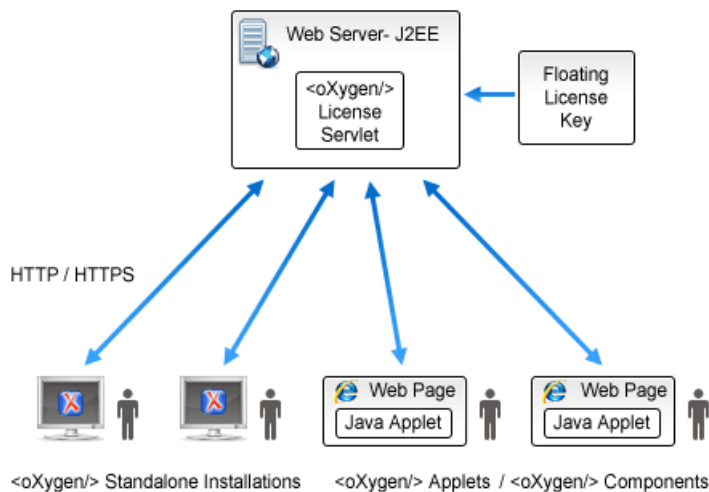 Web Server- J2EE
<oXygen/>
License
Servlet
Floating
License
Key
HTTP / HTTPS
X
X
Web Page
Java Applet
Web Page
Java Applet
<oXygen/> Standalone Installations
<oXygen/> Applets / <oXygen/> Components